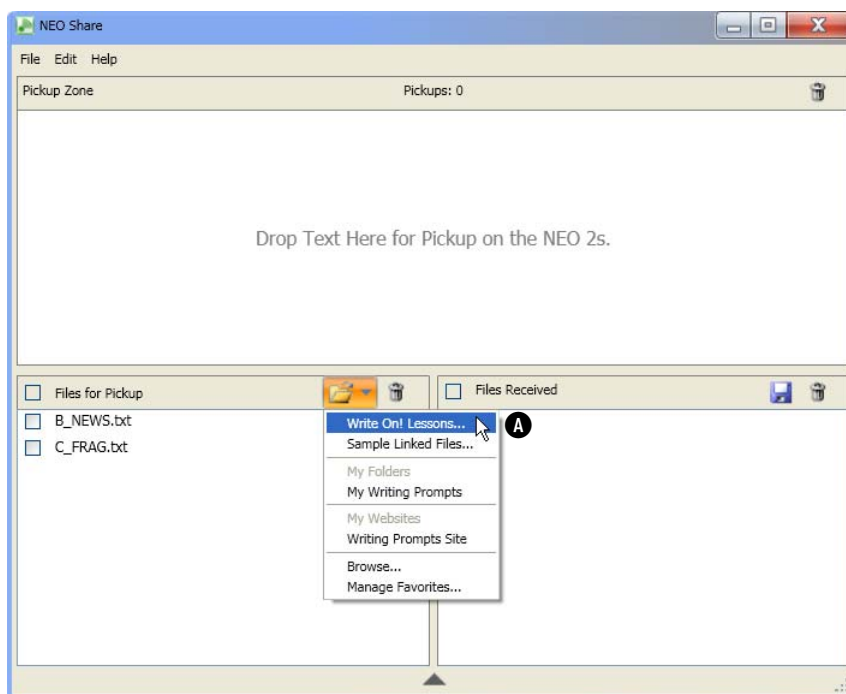 NEO Share
File Edit Help
Pickup Zone Pickups: 0
Drop Text Here for Pickup on the NEO 2s.
Files for Pickup
B_NEWS.txt
C_FRAG.txt
Write On! Lessons...
Sample Linked Files...
My Folders
My Writing Prompts
My Websites
Writing Prompts Site
Browse...
Manage Favorites...
A
Files Received